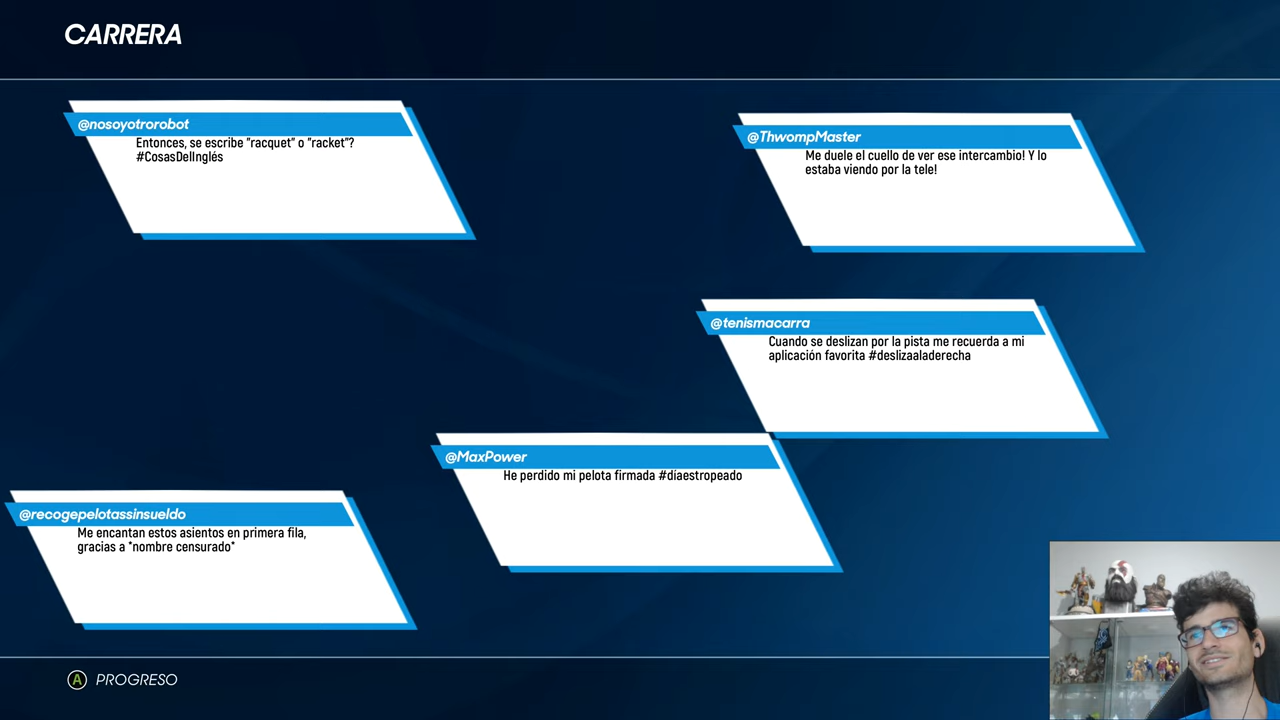 CARRERA
@nosoyotrorobot
Entonces, se escribe "racquet" o "racket"?
#CosasDelInglés
@ThwompMaster
Me duele el cuello de ver ese intercambio! Y lo
estaba viendo por la tele!
@tenismacarra
Cuando se deslizan por la pista me recuerda a mi
aplicación favorita #deslizaaladerecha
@MaxPower
He perdido mi pelota firmada #díaestropeado
@recogepelotassinsueldo
Me encantan estos asientos en primera fila,
gracias a *nombre censurado*
A PROGRESO